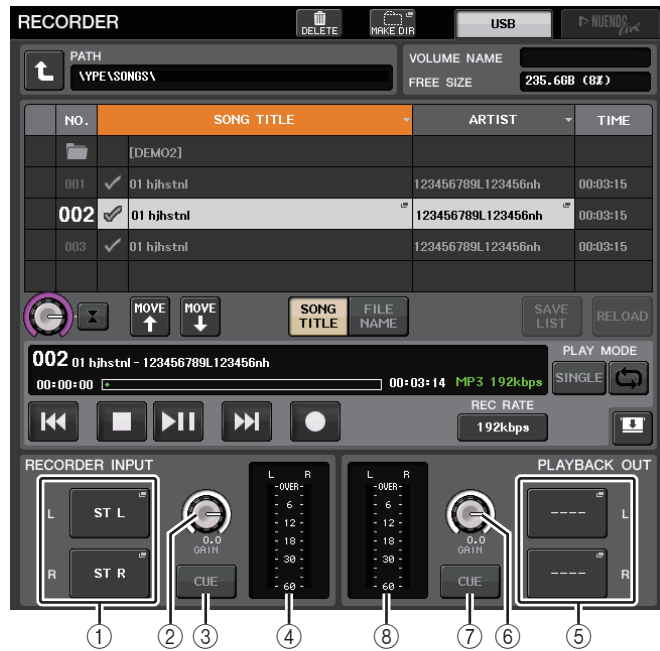 RECORDER
DELETE
MAKE DIR
USB
NUENDO Live
PATH
\YPE\SONGS\
VOLUME NAME
FREE SIZE 235.6GB (8%)
NO. SONG TITLE ARTIST TIME
[DEMO2]
001 01 hjhstnl 123456789L123456nh 00:03:15
002 01 hjhstnl 123456789L123456nh 00:03:15
003 01 hjhstnl 123456789L123456nh 00:03:15
MOVE
MOVE
SONG TITLE
FILE NAME
SAVE LIST
RELOAD
002 01 hjhstnl - 123456789L123456nh
00:00:00 00:03:14 MP3 192kbps
PLAY MODE
SINGLE
REC RATE
192kbps
RECORDER INPUT
L ST L
R ST R
0.0
GAIN
CUE
L R
-OVER-
- 6 -
- 12 -
- 18 -
- 30 -
- 60 -
L R
-OVER-
- 6 -
- 12 -
- 18 -
- 30 -
- 60 -
0.0
GAIN
CUE
PLAYBACK OUT
---- L
---- R
① ② ③ ④ ⑧ ⑦ ⑥ ⑤